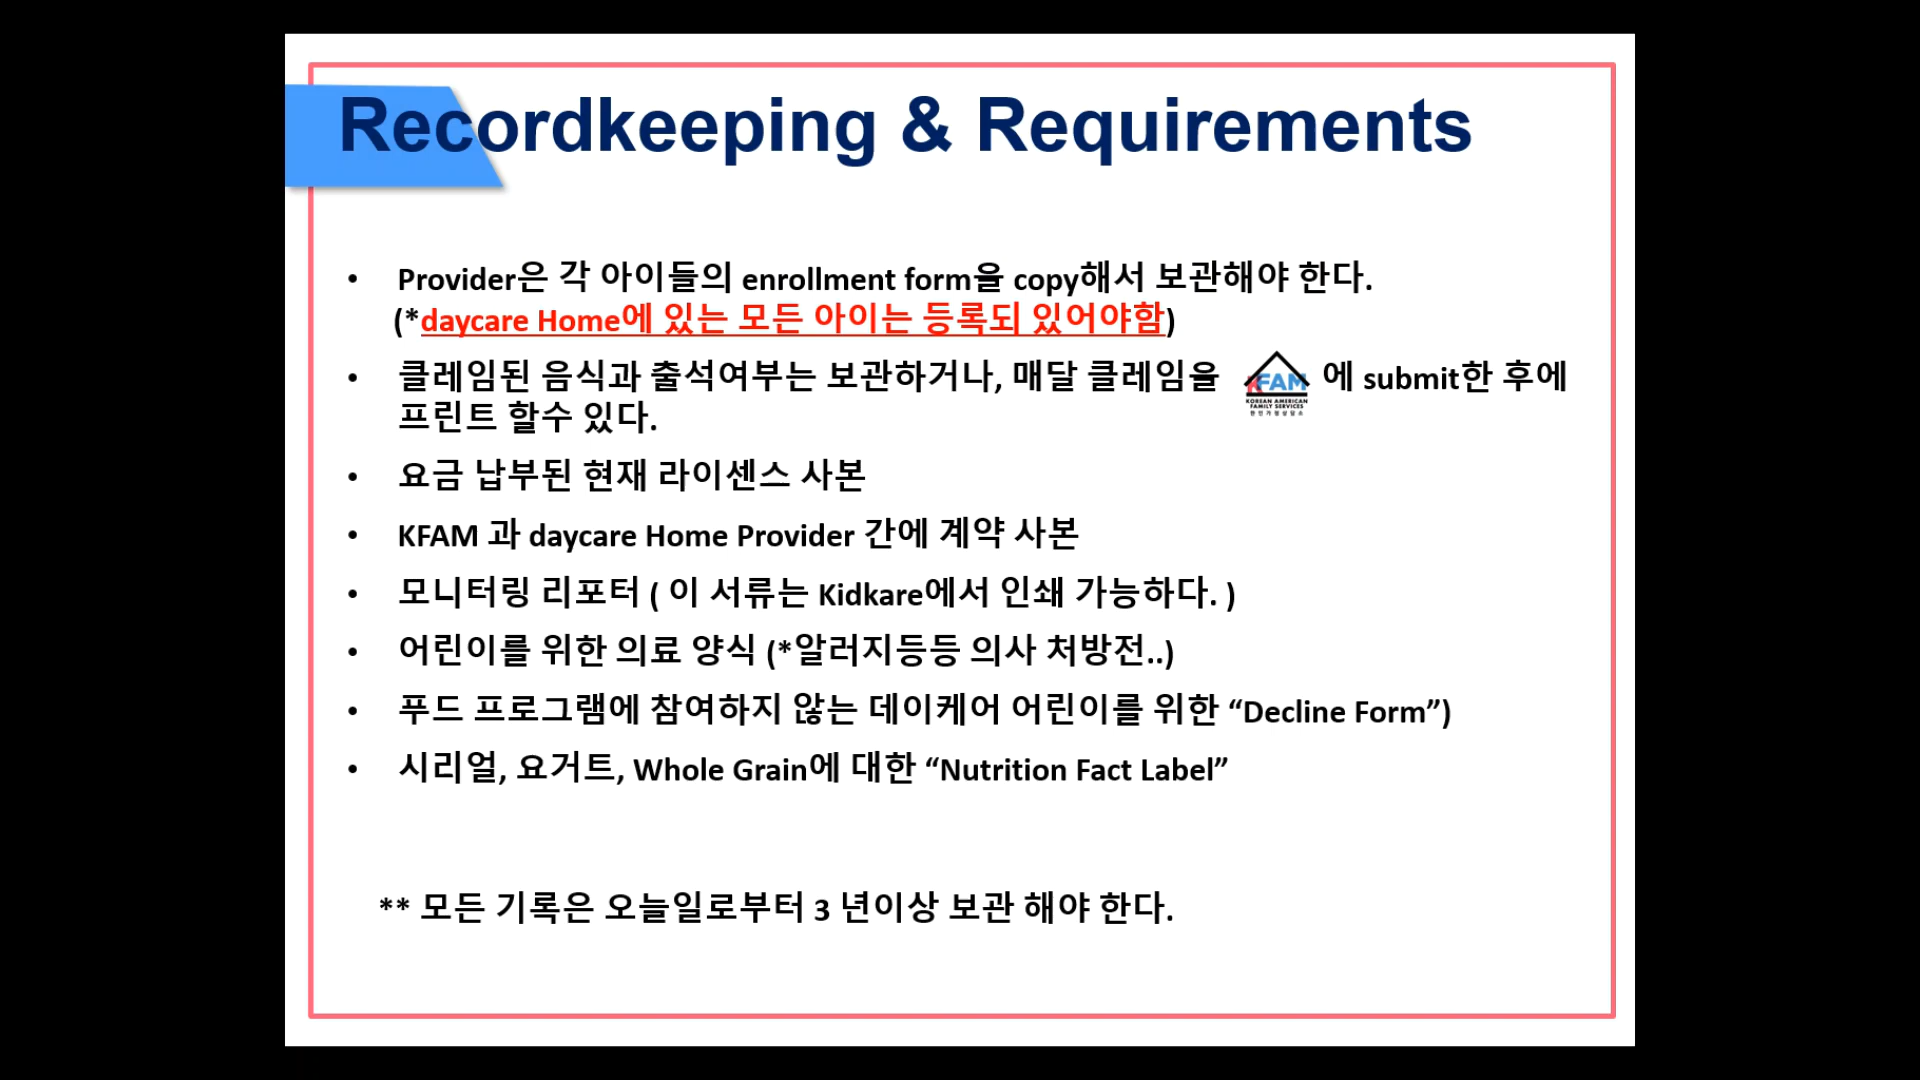 Recordkeeping & Requirements
• Provider은 각 아이들의 enrollment form을 copy해서 보관해야 한다.
(*daycare Home에 있는 모든 아이는 등록되 있어야함)
• 클레임된 음식과 출석여부는 보관하거나, 매달 클레임을 KFAM KOREAN AMERICAN FAMILY SERVICES 한인가정상담소 에 submit한 후에
프린트 할수 있다.
• 요금 납부된 현재 라이센스 사본
• KFAM 과 daycare Home Provider 간에 계약 사본
• 모니터링 리포터 ( 이 서류는 Kidkare에서 인쇄 가능하다. )
• 어린이를 위한 의료 양식 (*알러지등등 의사 처방전..)
• 푸드 프로그램에 참여하지 않는 데이케어 어린이를 위한 “Decline Form”)
• 시리얼, 요거트, Whole Grain에 대한 “Nutrition Fact Label”
** 모든 기록은 오늘일로부터 3 년이상 보관 해야 한다.